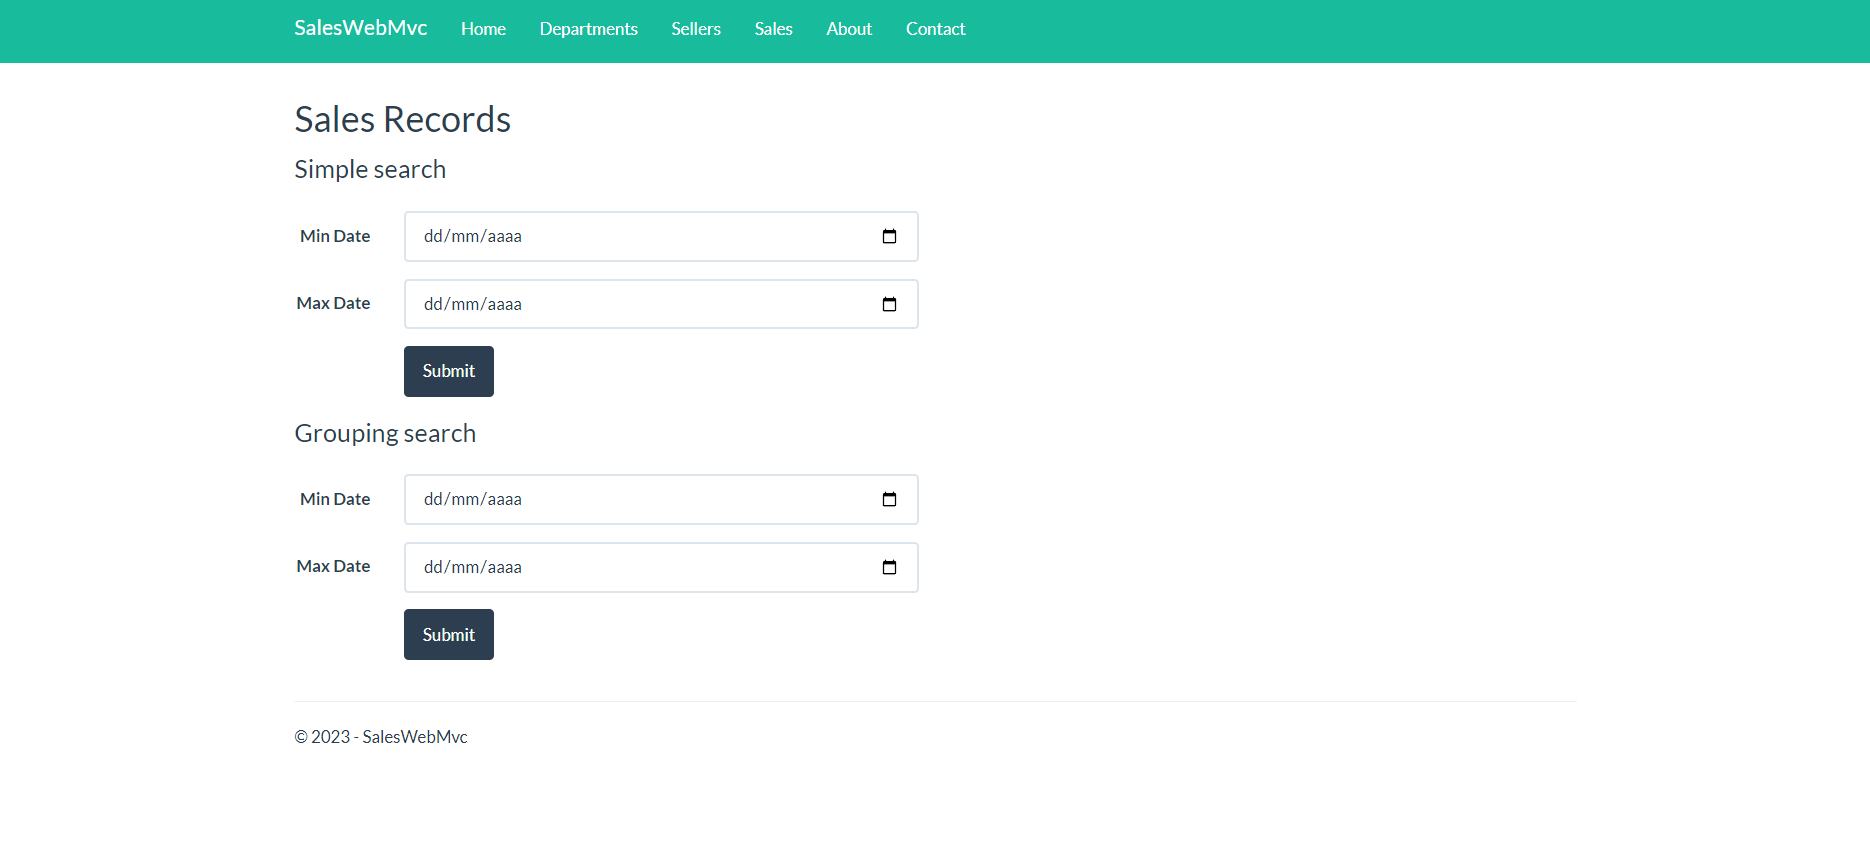 SalesWebMvc Home Departments Sellers Sales About Contact
Sales Records
Simple search
Min Date dd/mm/aaaa
Max Date dd/mm/aaaa
Submit
Grouping search
Min Date dd/mm/aaaa
Max Date dd/mm/aaaa
Submit
© 2023 - SalesWebMvc